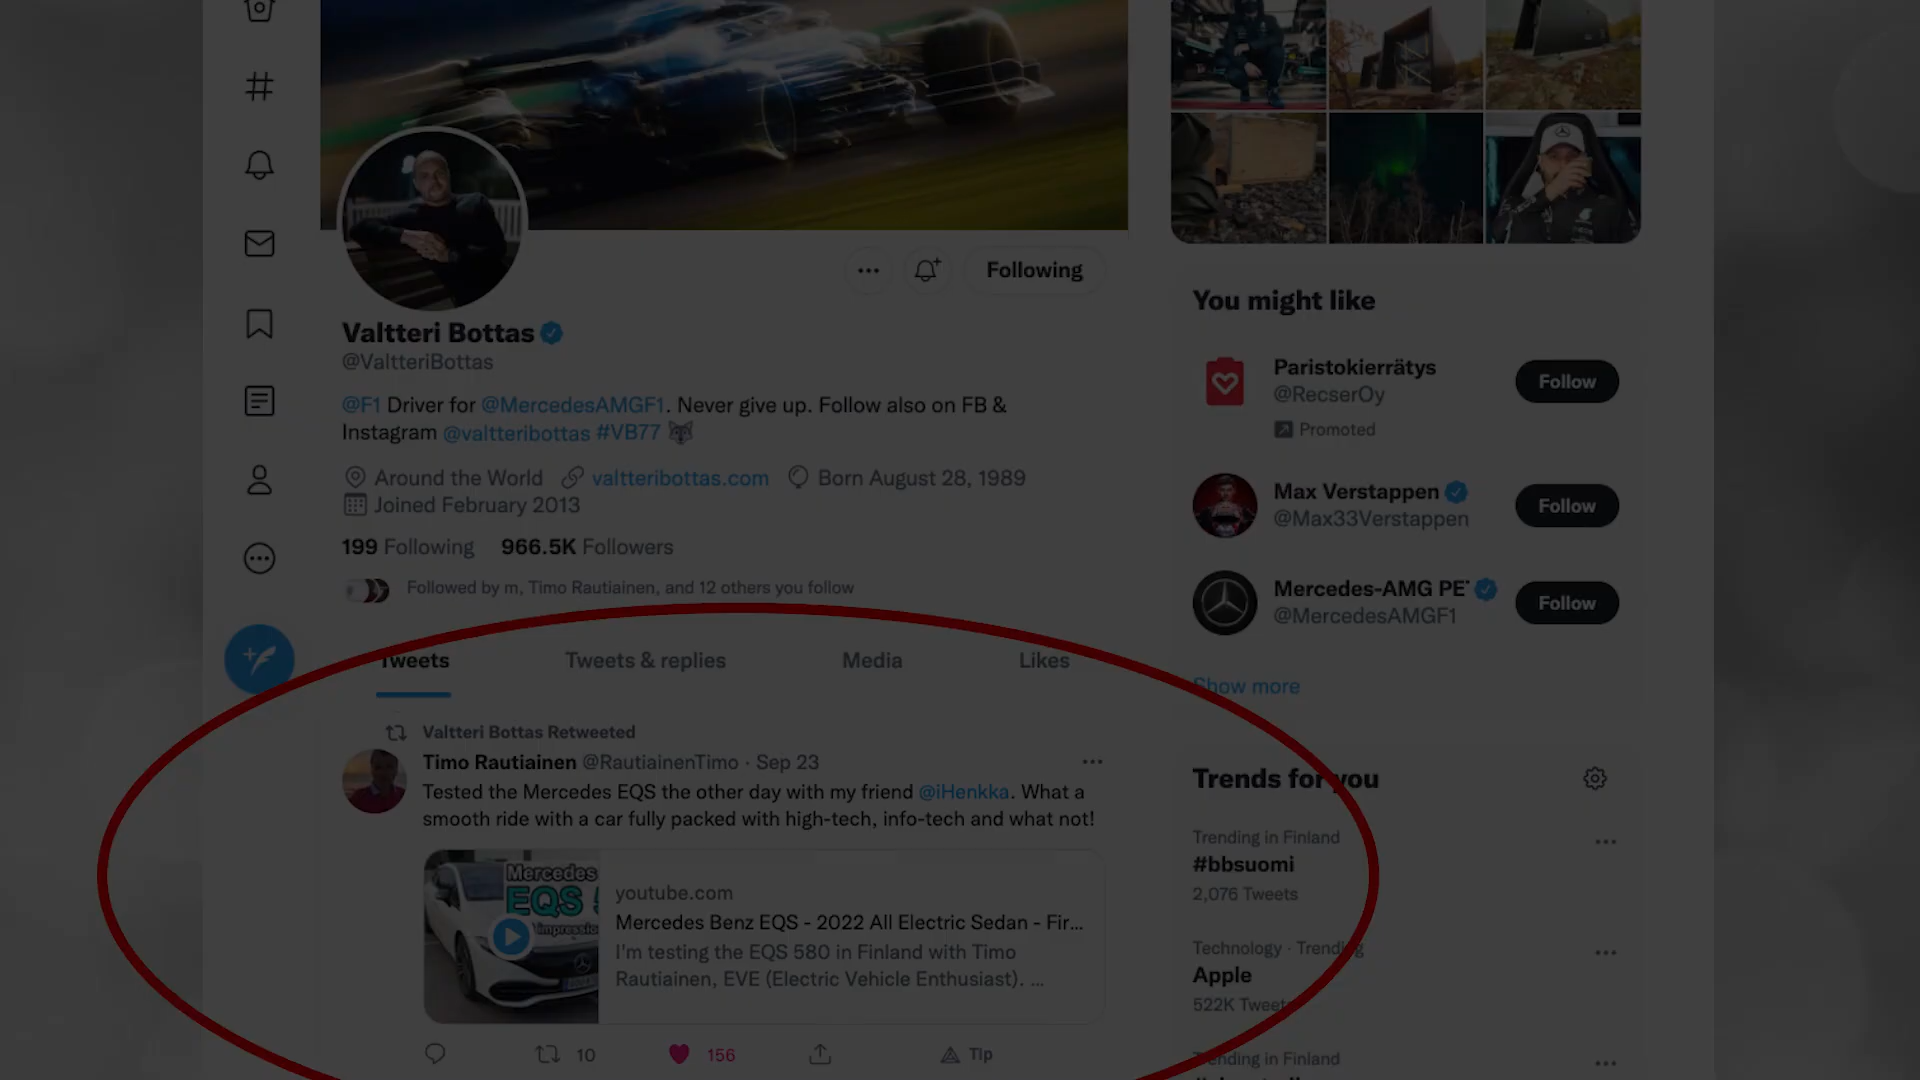 Following
Valtteri Bottas
@ValtteriBottas
@F1 Driver for @MercedesAMGF1. Never give up. Follow also on FB &
Instagram @valtteribottas #VB77
Around the World valtteribottas.com Born August 28, 1989
Joined February 2013
199 Following 966.5K Followers
Followed by m, Timo Rautiainen, and 12 others you follow
Tweets Tweets & replies Media Likes
Valtteri Bottas Retweeted
Timo Rautiainen @RautiainenTimo · Sep 23
Tested the Mercedes EQS the other day with my friend @iHenkka. What a
smooth ride with a car fully packed with high-tech, info-tech and what not!
Mercedes
EQS 5
impressio
youtube.com
Mercedes Benz EQS - 2022 All Electric Sedan - Fir...
I'm testing the EQS 580 in Finland with Timo
Rautiainen, EVE (Electric Vehicle Enthusiast). ...
10 156 Tip
You might like
Paristokierrätys
@RecserOy
Follow
Promoted
Max Verstappen
@Max33Verstappen
Follow
Mercedes-AMG PE
@MercedesAMGF1
Follow
Show more
Trends for you
Trending in Finland
#bbsuomi
2,076 Tweets
Technology · Trending
Apple
522K Tweets
Trending in Finland